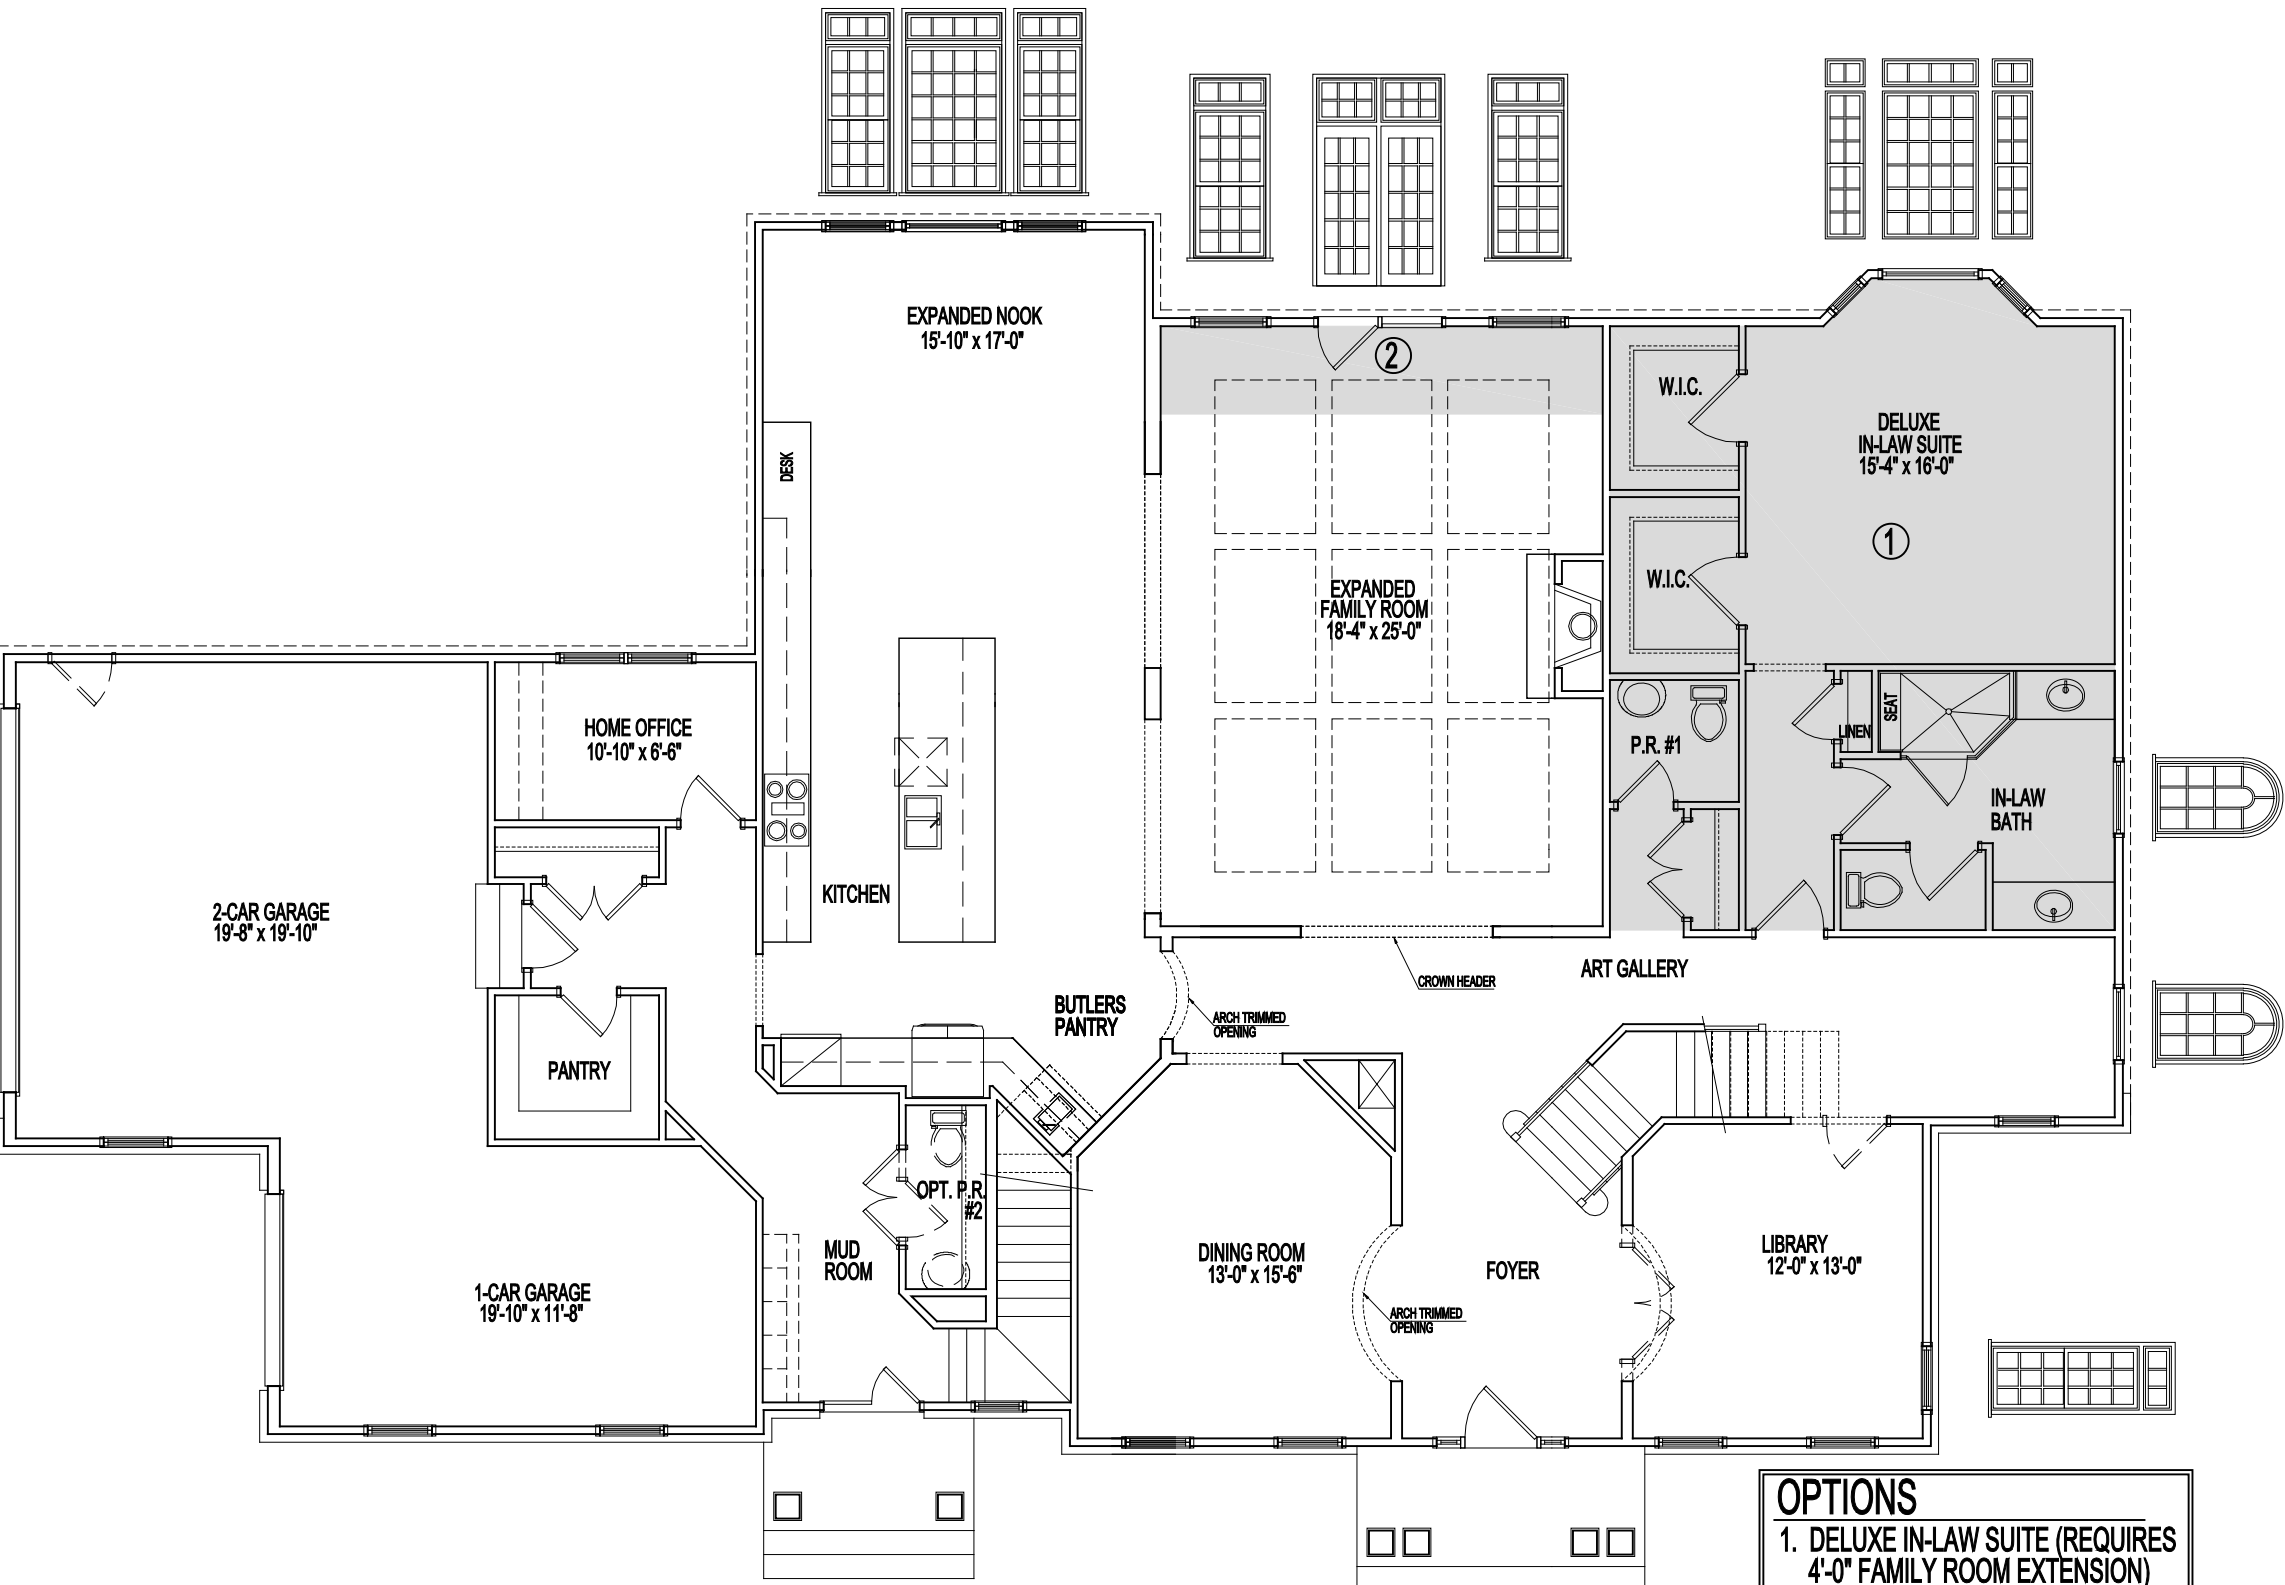 EXPANDED NOOK
15'-10" x 17'-0"
2
W.I.C.
DELUXE
IN-LAW SUITE
15'-4" x 16'-0"
DESK
1
W.I.C.
EXPANDED
FAMILY ROOM
18'-4" x 25'-0"
HOME OFFICE
10'-10" x 6'-6"
P.R. #1
LINEN
SEAT
IN-LAW
BATH
KITCHEN
2-CAR GARAGE
19'-8" x 19'-10"
ART GALLERY
CROWN HEADER
BUTLERS
PANTRY
ARCH TRIMMED
OPENING
PANTRY
OPT. P.R.
#2
MUD
ROOM
DINING ROOM
13'-0" x 15'-6"
FOYER
LIBRARY
12'-0" x 13'-0"
1-CAR GARAGE
19'-10" x 11'-8"
ARCH TRIMMED
OPENING
OPTIONS
1. DELUXE IN-LAW SUITE (REQUIRES
4'-0" FAMILY ROOM EXTENSION)